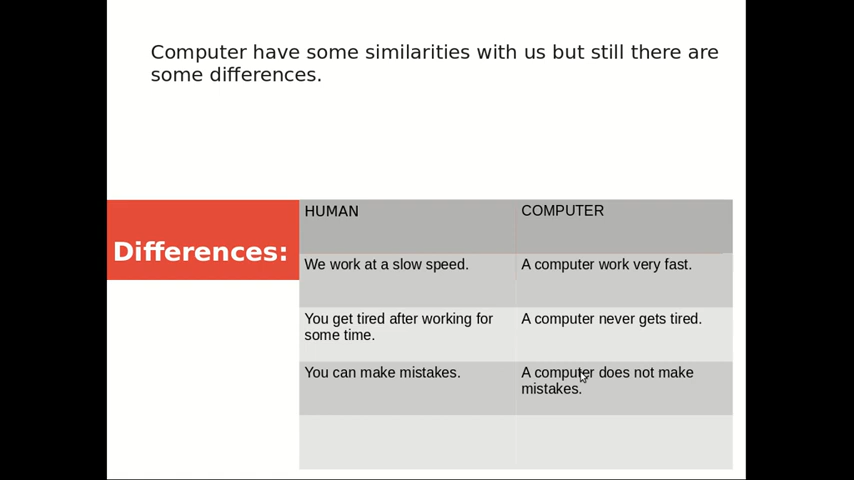 Computer have some similarities with us but still there are
some differences.
Differences:
HUMAN
COMPUTER
We work at a slow speed.
A computer work very fast.
You get tired after working for
some time.
A computer never gets tired.
You can make mistakes.
A computer does not make
mistakes.